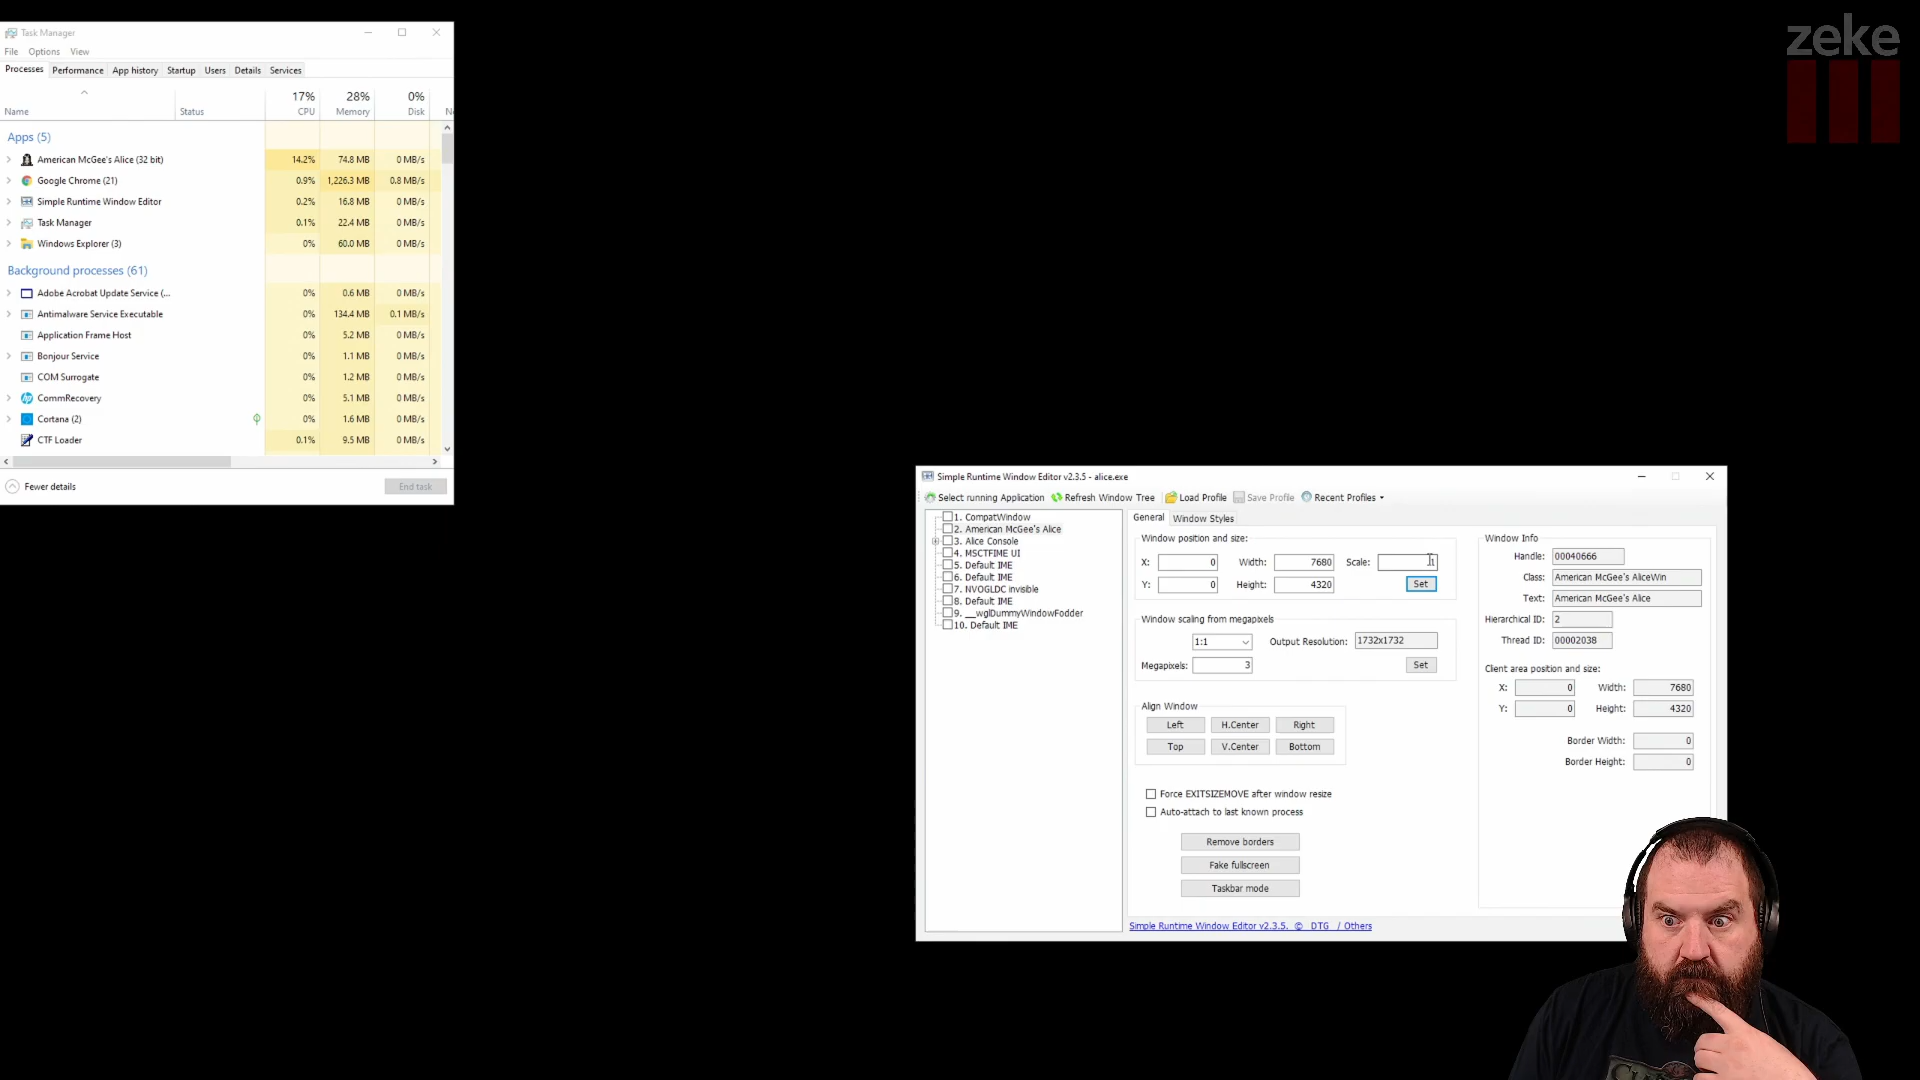 zeke
Task Manager
File Options View
Processes Performance App history Startup Users Details Services
17% 28% 0%
Name Status CPU Memory Disk
Apps (5)
American McGee's Alice (32 bit) 14.2% 74.8 MB 0 MB/s
Google Chrome (21) 0.9% 1,226.3 MB 0.8 MB/s
Simple Runtime Window Editor 0.2% 16.8 MB 0 MB/s
Task Manager 0.1% 22.4 MB 0 MB/s
Windows Explorer (3) 0% 60.0 MB 0 MB/s
Background processes (61)
Adobe Acrobat Update Service (... 0% 0.6 MB 0 MB/s
Antimalware Service Executable 0% 134.4 MB 0.1 MB/s
Application Frame Host 0% 5.2 MB 0 MB/s
Bonjour Service 0% 1.1 MB 0 MB/s
COM Surrogate 0% 1.2 MB 0 MB/s
CommRecovery 0% 5.1 MB 0 MB/s
Cortana (2) 0% 1.6 MB 0 MB/s
CTF Loader 0.1% 9.5 MB 0 MB/s
Fewer details End task
Simple Runtime Window Editor v2.3.5 - alice.exe
Select running Application Refresh Window Tree Load Profile Save Profile Recent Profiles
1. CompatWindow
2. American McGee's Alice
3. Alice Console
4. MSCTFIME UI
5. Default IME
6. Default IME
7. NVOGLDC invisible
8. Default IME
9. __wglDummyWindowFodder
10. Default IME
General Window Styles
Window position and size:
X: 0 Width: 7680 Scale: 1
Y: 0 Height: 4320 Set
Window scaling from megapixels
1:1 Output Resolution: 1732x1732
Megapixels: 3 Set
Align Window
Left H.Center Right
Top V.Center Bottom
Force EXITSIZEMOVE after window resize
Auto-attach to last known process
Remove borders
Fake fullscreen
Taskbar mode
Simple Runtime Window Editor v2.3.5. © DTG / Others
Window Info
Handle: 00040666
Class: American McGee's AliceWin
Text: American McGee's Alice
Hierarchical ID: 2
Thread ID: 00002038
Client area position and size:
X: 0 Width: 7680
Y: 0 Height: 4320
Border Width: 0
Border Height: 0